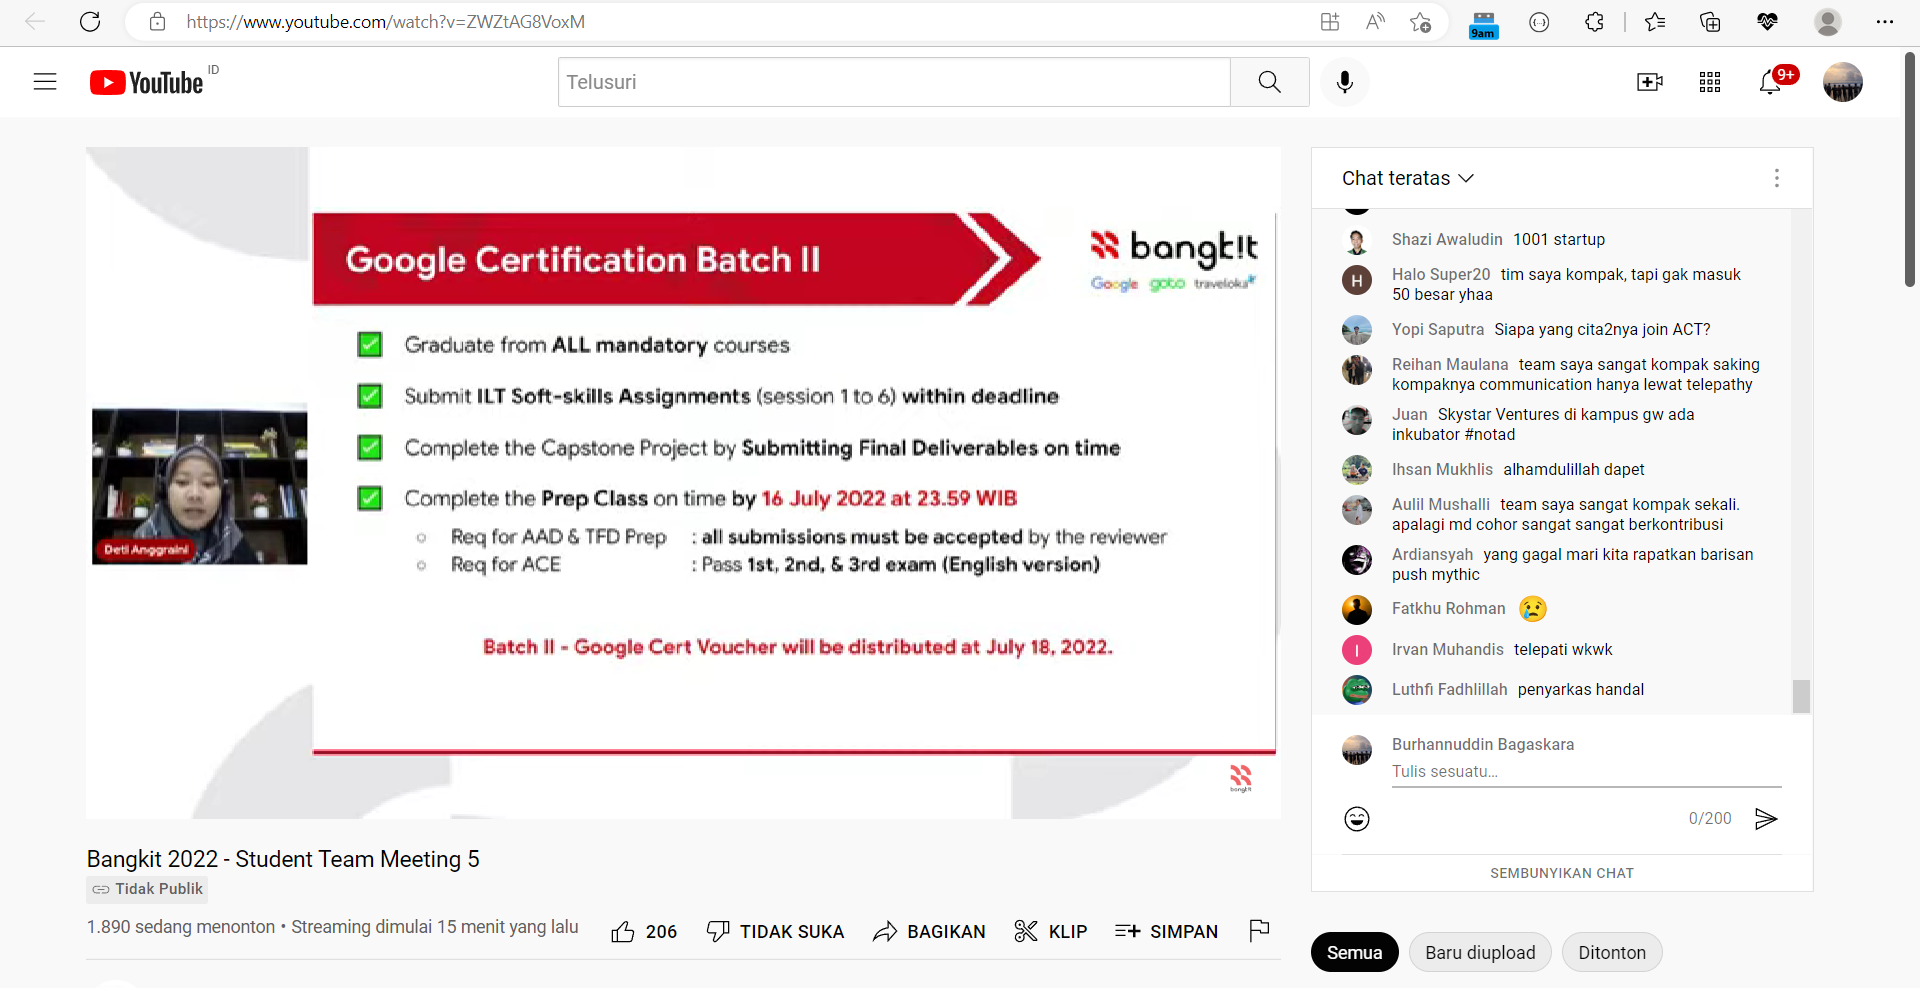 https://www.youtube.com/watch?v=ZWZtAG8VoxM
9am
YouTube ID
Telusuri
9+
Google Certification Batch II
bangk!t
Google goto traveloka
Graduate from ALL mandatory courses
Submit ILT Soft-skills Assignments (session 1 to 6) within deadline
Complete the Capstone Project by Submitting Final Deliverables on time
Complete the Prep Class on time by 16 July 2022 at 23.59 WIB
Req for AAD & TFD Prep : all submissions must be accepted by the reviewer
Req for ACE : Pass 1st, 2nd, & 3rd exam (English version)
Batch II - Google Cert Voucher will be distributed at July 18, 2022.
Deti Anggraini
bangk!t
Bangkit 2022 - Student Team Meeting 5
Tidak Publik
1.890 sedang menonton • Streaming dimulai 15 menit yang lalu
206
TIDAK SUKA
BAGIKAN
KLIP
SIMPAN
Chat teratas
Shazi Awaludin 1001 startup
H
Halo Super20 tim saya kompak, tapi gak masuk
50 besar yhaa
Yopi Saputra Siapa yang cita2nya join ACT?
Reihan Maulana team saya sangat kompak saking
kompaknya communication hanya lewat telepathy
Juan Skystar Ventures di kampus gw ada
inkubator #notad
Ihsan Mukhlis alhamdulillah dapet
Aulil Mushalli team saya sangat kompak sekali.
apalagi md cohor sangat sangat berkontribusi
Ardiansyah yang gagal mari kita rapatkan barisan
push mythic
Fatkhu Rohman 😢
I
Irvan Muhandis telepati wkwk
Luthfi Fadhlillah penyarkas handal
Burhannuddin Bagaskara
Tulis sesuatu...
0/200
SEMBUNYIKAN CHAT
Semua
Baru diupload
Ditonton